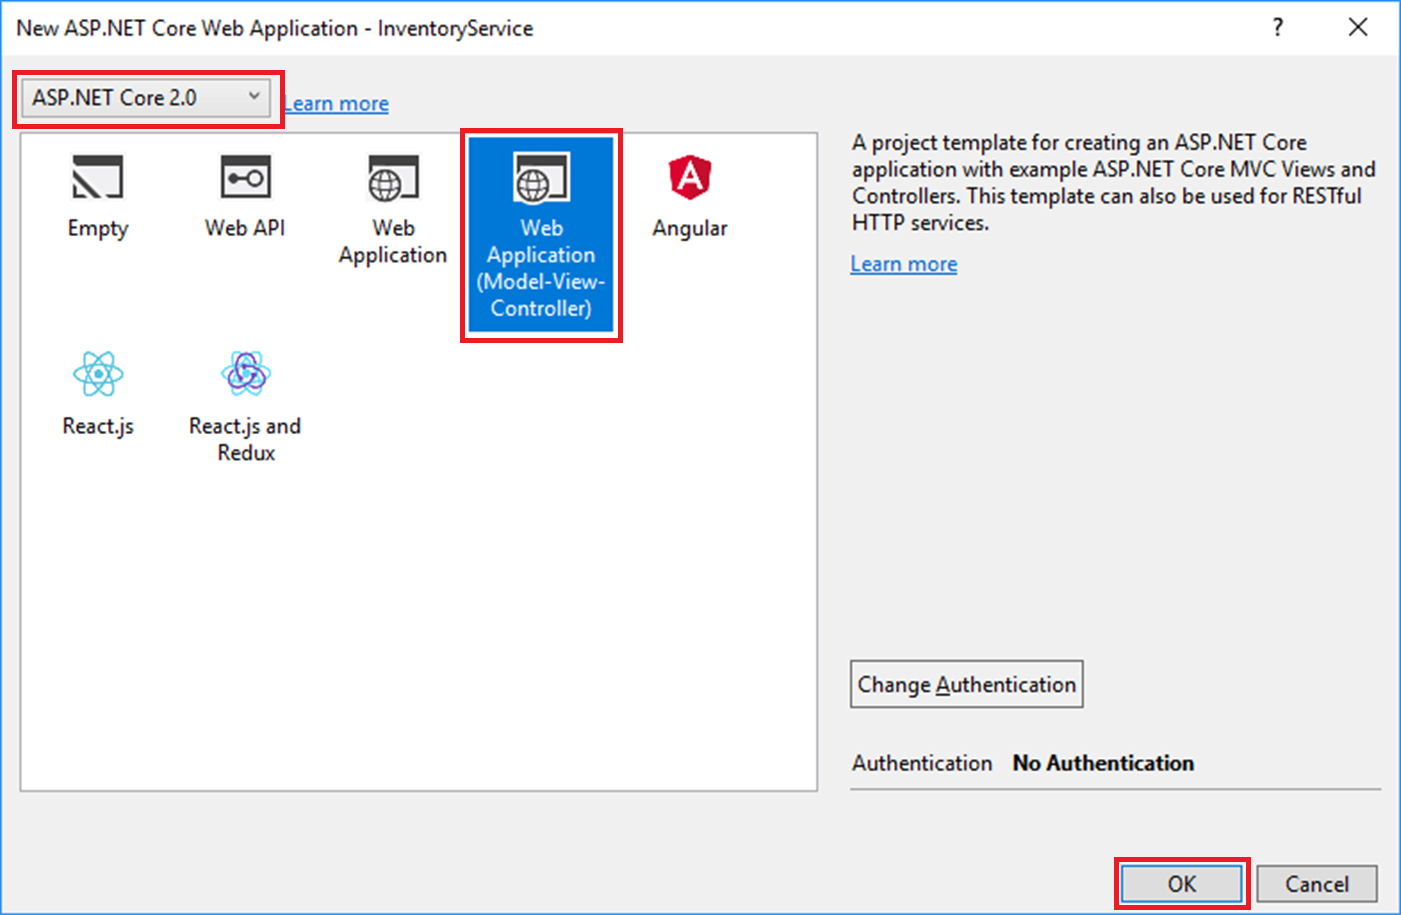 New ASP.NET Core Web Application - InventoryService
?
ASP.NET Core 2.0
Learn more
Empty
Web API
Web
Application
Web
Application
(Model-View-
Controller)
Angular
React.js
React.js and
Redux
A project template for creating an ASP.NET Core
application with example ASP.NET Core MVC Views and
Controllers. This template can also be used for RESTful
HTTP services.
Learn more
Change Authentication
Authentication No Authentication
OK
Cancel